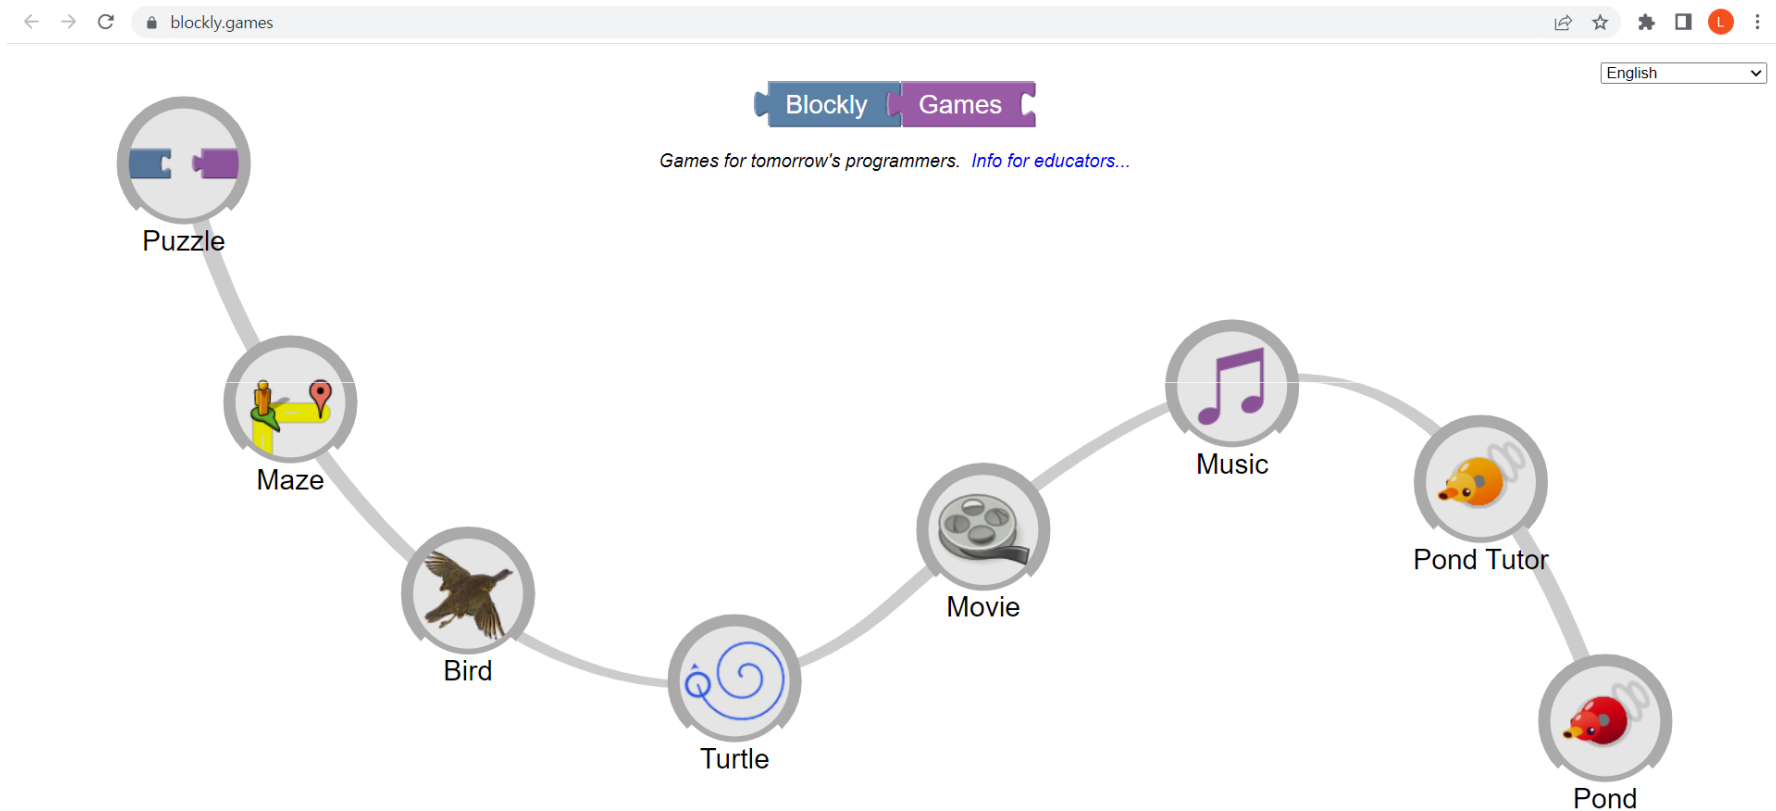 blockly.games
L
English
Blockly Games
Games for tomorrow's programmers. Info for educators...
Puzzle
Maze
Bird
Turtle
Movie
Music
Pond Tutor
Pond